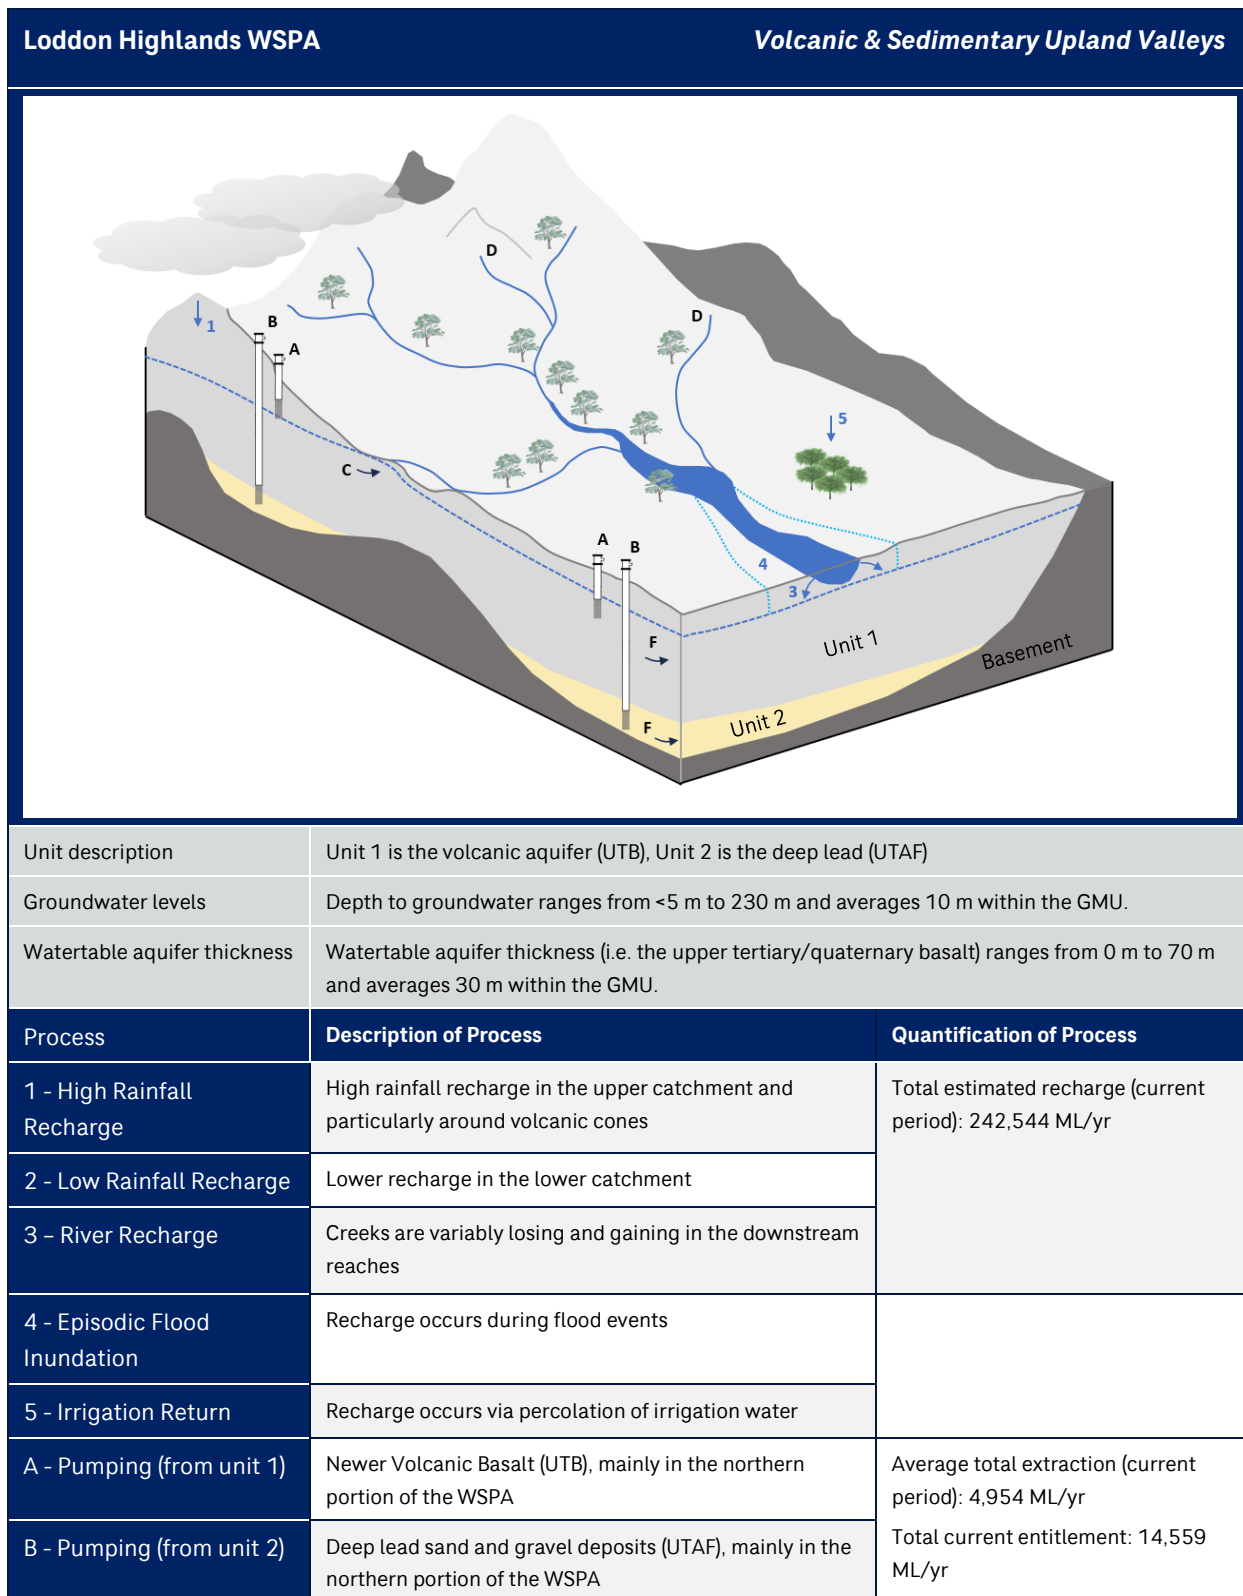 Loddon Highlands WSPA
Volcanic & Sedimentary Upland Valleys
D
D
1
B
A
5
C
A
B
4
3
F
Unit 1
Basement
F
Unit 2
Unit description
Unit 1 is the volcanic aquifer (UTB), Unit 2 is the deep lead (UTAF)
Groundwater levels
Depth to groundwater ranges from <5 m to 230 m and averages 10 m within the GMU.
Watertable aquifer thickness
Watertable aquifer thickness (i.e. the upper tertiary/quaternary basalt) ranges from 0 m to 70 m
and averages 30 m within the GMU.
Process
Description of Process
Quantification of Process
1 - High Rainfall
Recharge
High rainfall recharge in the upper catchment and
particularly around volcanic cones
Total estimated recharge (current
period): 242,544 ML/yr
2 - Low Rainfall Recharge
Lower recharge in the lower catchment
3 – River Recharge
Creeks are variably losing and gaining in the downstream
reaches
4 - Episodic Flood
Inundation
Recharge occurs during flood events
5 - Irrigation Return
Recharge occurs via percolation of irrigation water
A - Pumping (from unit 1)
Newer Volcanic Basalt (UTB), mainly in the northern
portion of the WSPA
Average total extraction (current
period): 4,954 ML/yr
Total current entitlement: 14,559
ML/yr
B - Pumping (from unit 2)
Deep lead sand and gravel deposits (UTAF), mainly in the
northern portion of the WSPA